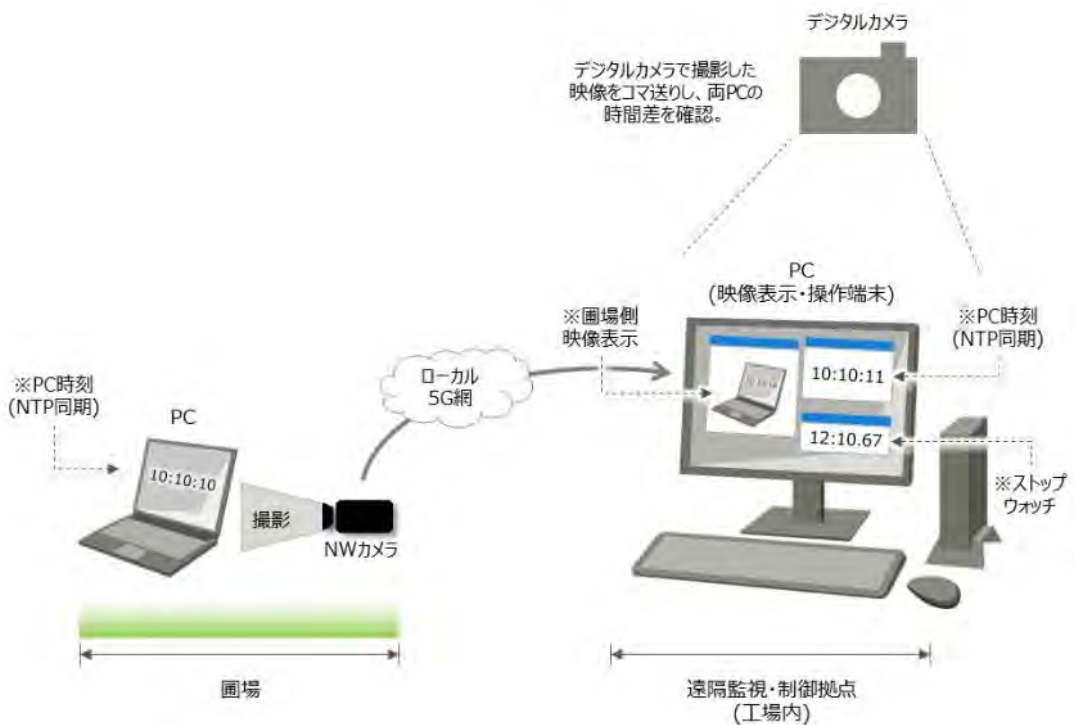 デジタルカメラ
デジタルカメラで撮影した
映像をコマ送りし、両PCの
時間差を確認。
PC
(映像表示・操作端末)
※圃場側
映像表示
※PC時刻
(NTP同期)
ローカル
5G網
10:10:11
※PC時刻
(NTP同期)
PC
12:10.67
10:10:10
※ストップ
ウォッチ
撮影
NWカメラ
圃場
遠隔監視・制御拠点
(工場内)